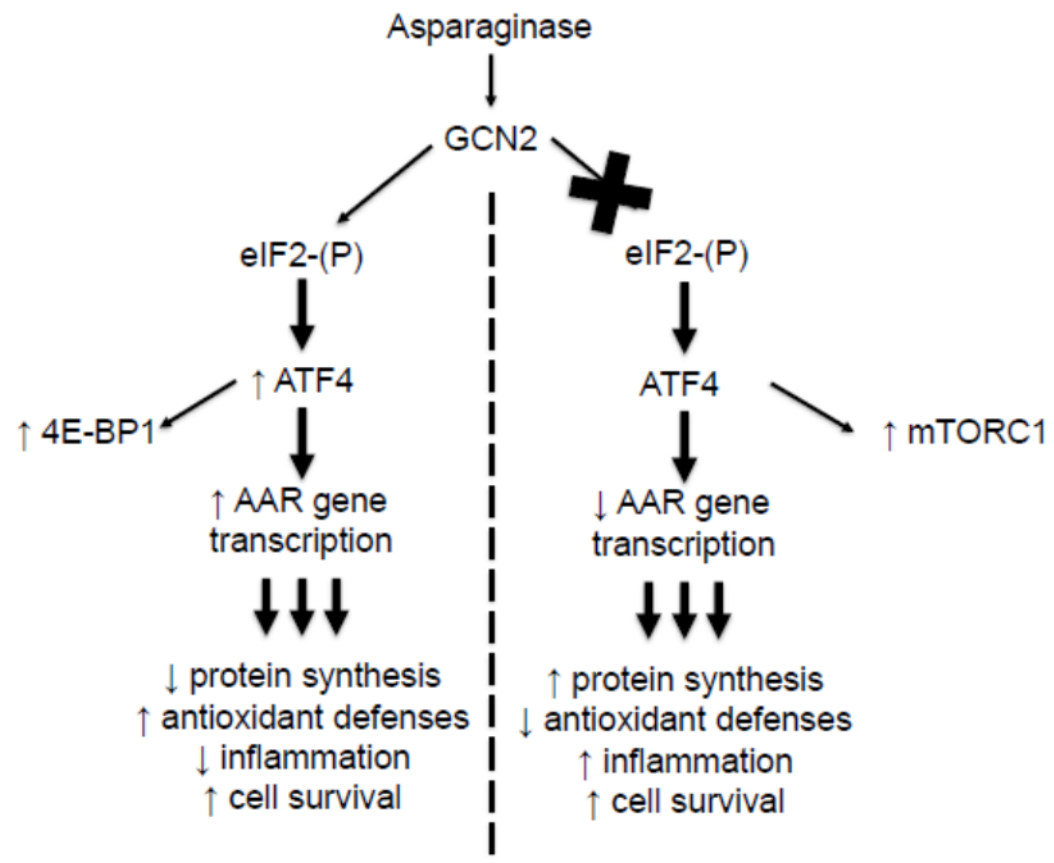 Asparaginase
GCN2
eIF2-(P)
↑ ATF4
↑ 4E-BP1
↑ AAR gene
transcription
↓ protein synthesis
↑ antioxidant defenses
↓ inflammation
↑ cell survival
eIF2-(P)
ATF4
↑ mTORC1
↓ AAR gene
transcription
↑ protein synthesis
↓ antioxidant defenses
↑ inflammation
↑ cell survival